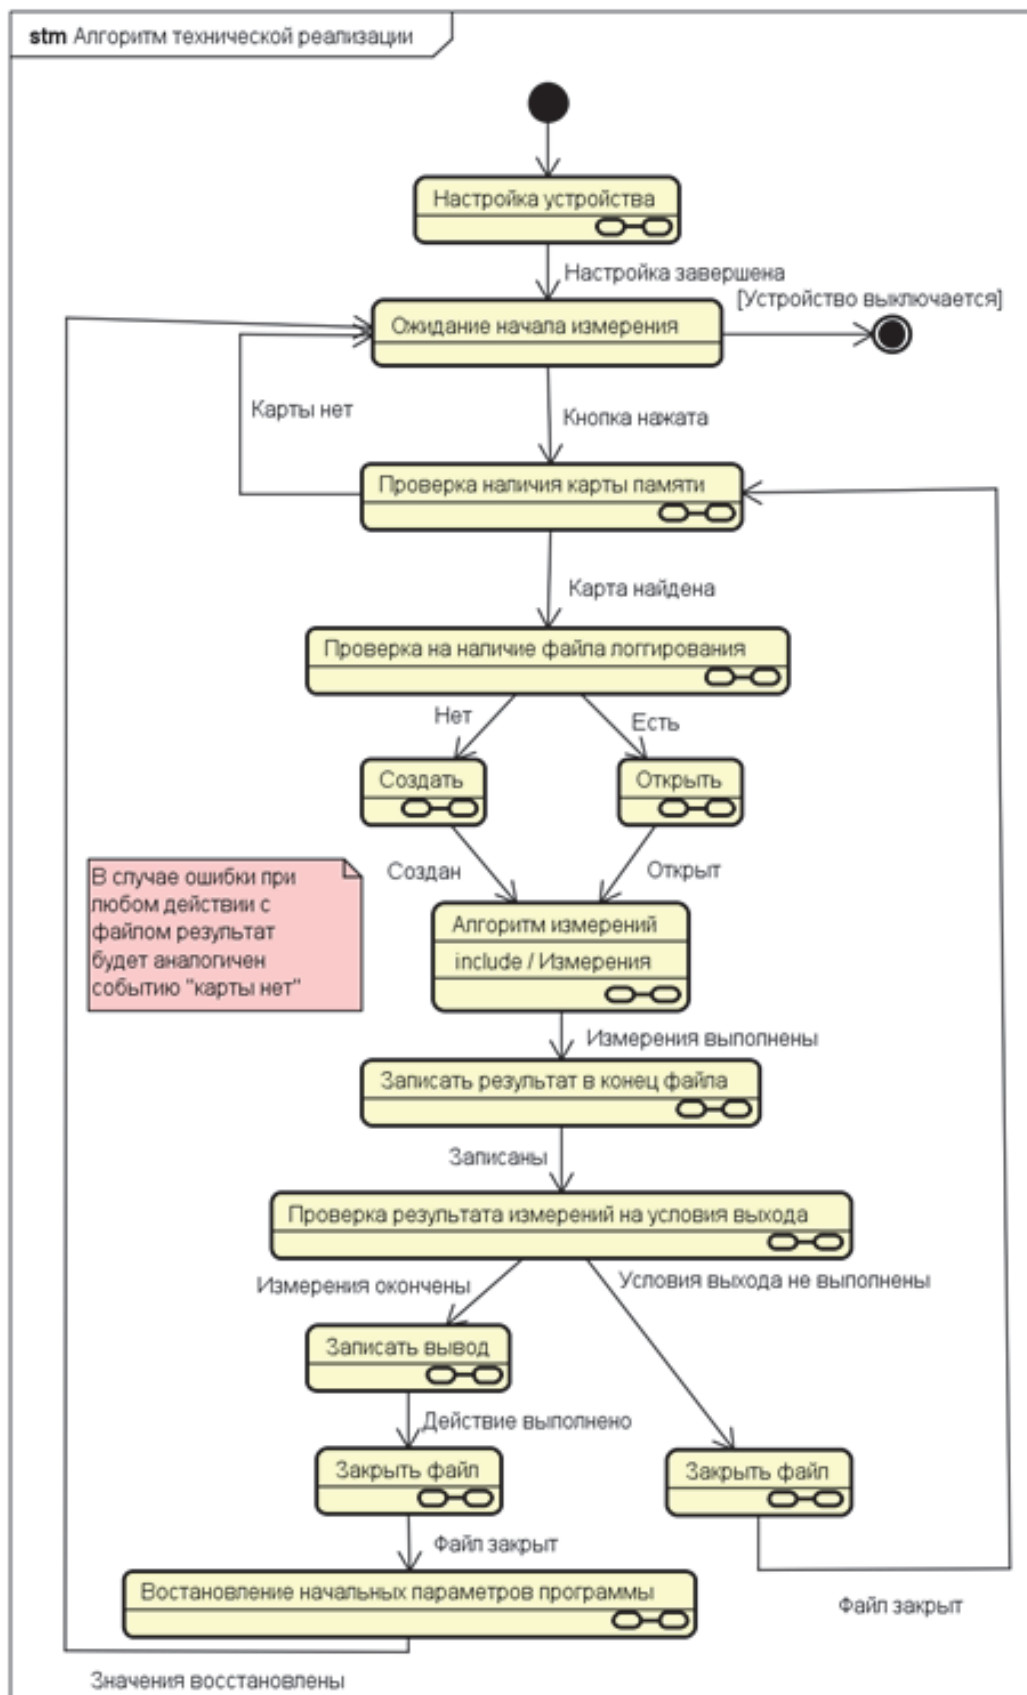 stm Алгоритм технической реализации
Настройка устройства
Настройка завершена
[Устройство выключается]
Ожидание начала измерения
Карты нет
Кнопка нажата
Проверка наличия карты памяти
Карта найдена
Проверка на наличие файла логгирования
Нет
Есть
Создать
Открыть
Создан
Открыт
В случае ошибки при
любом действии с
файлом результат
будет аналогичен
событию "карты нет"
Алгоритм измерений
include / Измерения
Измерения выполнены
Записать результат в конец файла
Записаны
Проверка результата измерений на условия выхода
Измерения окончены
Условия выхода не выполнены
Записать вывод
Действие выполнено
Закрыть файл
Закрыть файл
Файл закрыт
Востановление начальных параметров программы
Файл закрыт
Значения восстановлены